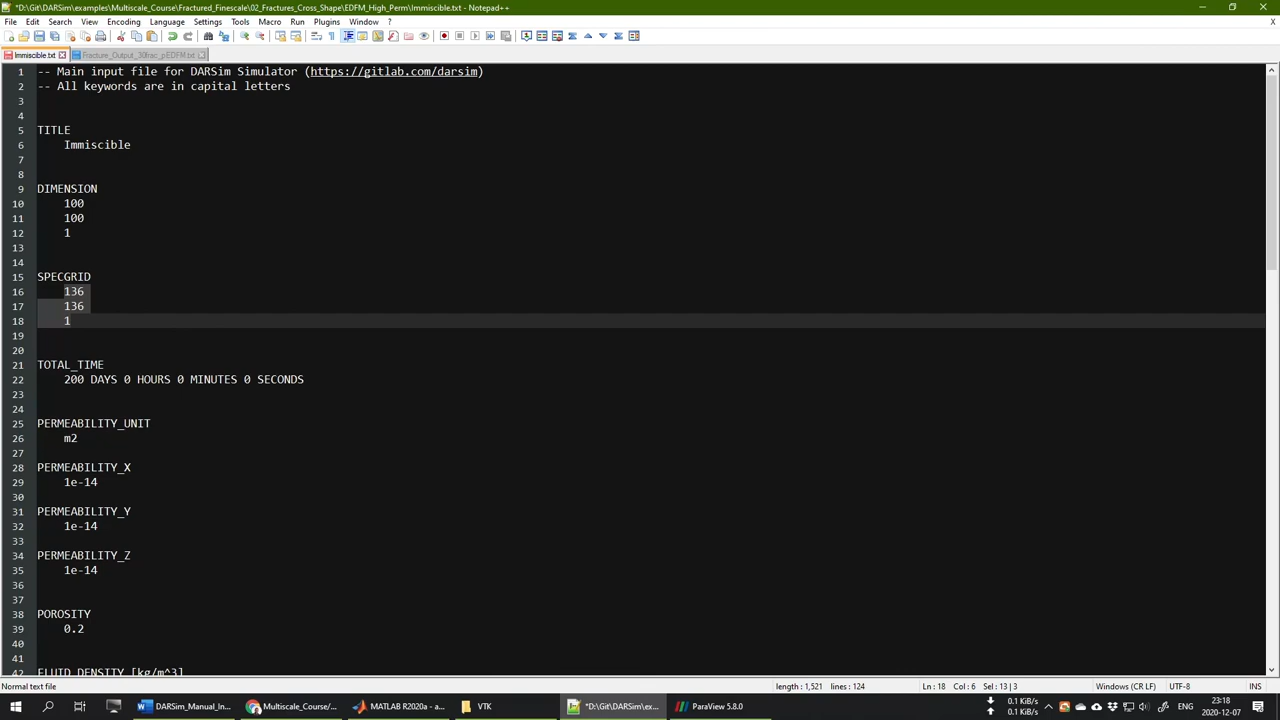 *D:\Git\DARSim\examples\Multiscale_Course\Fractured_Finescale\02_Fractures_Cross_Shape\EDFM_High_Perm\Immiscible.txt - Notepad++
File Edit Search View Encoding Language Settings Tools Macro Run Plugins Window ?
Immiscible.txt Fracture_Output_30frac_pEDFM.txt
1 -- Main input file for DARSim Simulator (https://gitlab.com/darsim)
2 -- All keywords are in capital letters
3
4
5 TITLE
6 Immiscible
7
8
9 DIMENSION
10 100
11 100
12 1
13
14
15 SPECGRID
16 136
17 136
18 1
19
20
21 TOTAL_TIME
22 200 DAYS 0 HOURS 0 MINUTES 0 SECONDS
23
24
25 PERMEABILITY_UNIT
26 m2
27
28 PERMEABILITY_X
29 1e-14
30
31 PERMEABILITY_Y
32 1e-14
33
34 PERMEABILITY_Z
35 1e-14
36
37
38 POROSITY
39 0.2
40
41
42 FLUID_DENSITY [kg/m^3]
Normal text file length : 1,521 lines : 124 Ln : 18 Col : 6 Sel : 13 | 3 Windows (CR LF) UTF-8 INS
DARSim_Manual_In... Multiscale_Course/... MATLAB R2020a - a... VTK *D:\Git\DARSim\ex... ParaView 5.8.0 0.1 KiB/s 0.1 KiB/s ENG 23:18 2020-12-07